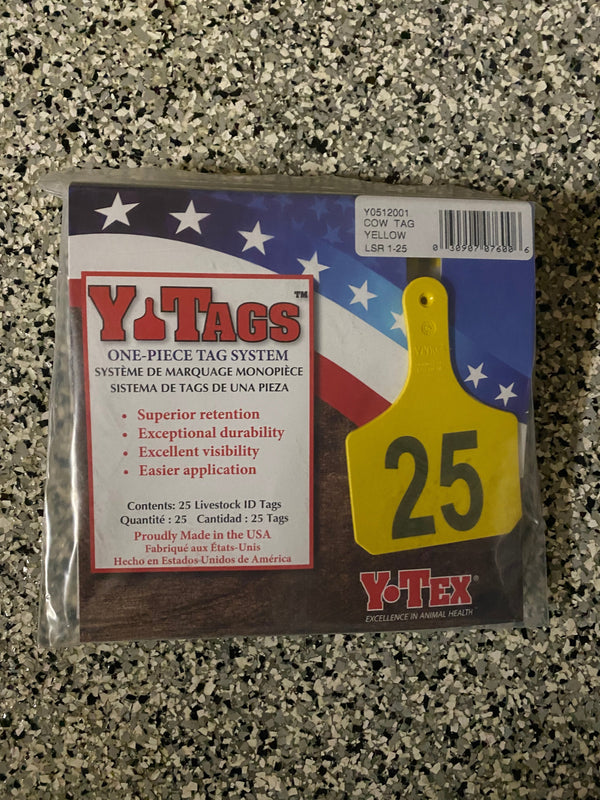 Y0512001
COW TAG
YELLOW
LSR 1-25
0 30907 07600 6
Y-TAGS™
ONE-PIECE TAG SYSTEM
SYSTÈME DE MARQUAGE MONOPIÈCE
SISTEMA DE TAGS DE UNA PIEZA
• Superior retention
• Exceptional durability
• Excellent visibility
• Easier application
Contents: 25 Livestock ID Tags
Quantité : 25 Cantidad : 25 Tags
Proudly Made in the USA
Fabriqué aux États-Unis
Hecho en Estados-Unidos de América
25
Y•TEX®
EXCELLENCE IN ANIMAL HEALTH™